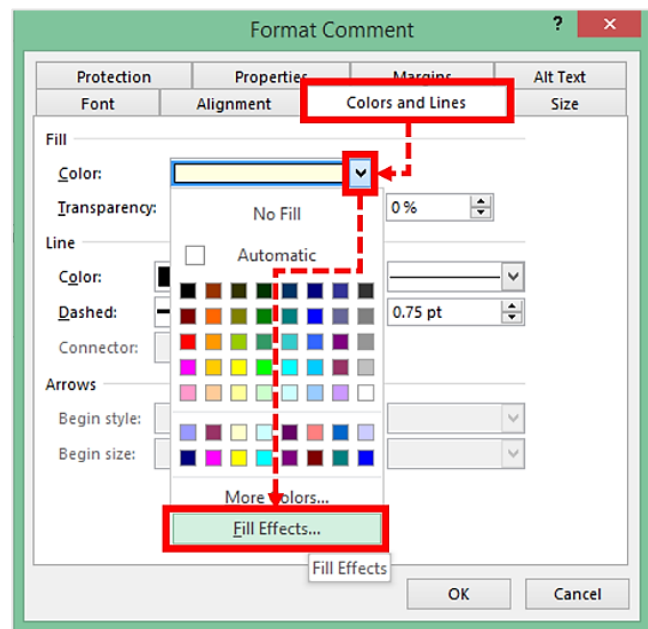 Format Comment ? ×
Protection Properties Margins Alt Text
Font Alignment Colors and Lines Size
Fill
Color:
Transparency: 0 %
No Fill
Line
Automatic
Color:
Dashed: 0.75 pt
Connector:
Arrows
Begin style:
Begin size:
More Colors...
Fill Effects...
Fill Effects
OK Cancel